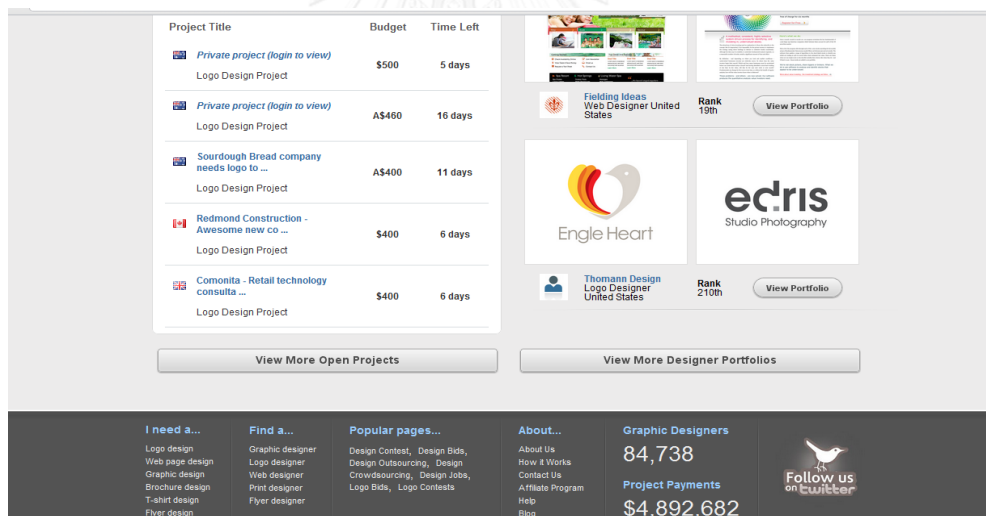 Project Title Budget Time Left
Private project (login to view)
Logo Design Project
$500 5 days
Private project (login to view)
Logo Design Project
A$460 16 days
Sourdough Bread company
needs logo to ...
Logo Design Project
A$400 11 days
Redmond Construction -
Awesome new co ...
Logo Design Project
$400 6 days
Comonita - Retail technology
consulta ...
Logo Design Project
$400 6 days
View More Open Projects
Fielding Ideas
Web Designer United
States
Rank
19th
View Portfolio
Engle Heart
edris
Studio Photography
Thomann Design
Logo Designer
United States
Rank
210th
View Portfolio
View More Designer Portfolios
I need a...
Logo design
Web page design
Graphic design
Brochure design
T-shirt design
Flyer design
Find a...
Graphic designer
Logo designer
Web designer
Print designer
Flyer designer
Popular pages...
Design Contest, Design Bids,
Design Outsourcing, Design
Crowdsourcing, Design Jobs,
Logo Bids, Logo Contests
About...
About Us
How it Works
Contact Us
Affiliate Program
Help
Blog
Graphic Designers
84,738
Project Payments
$4,892,682
Follow us
on twitter